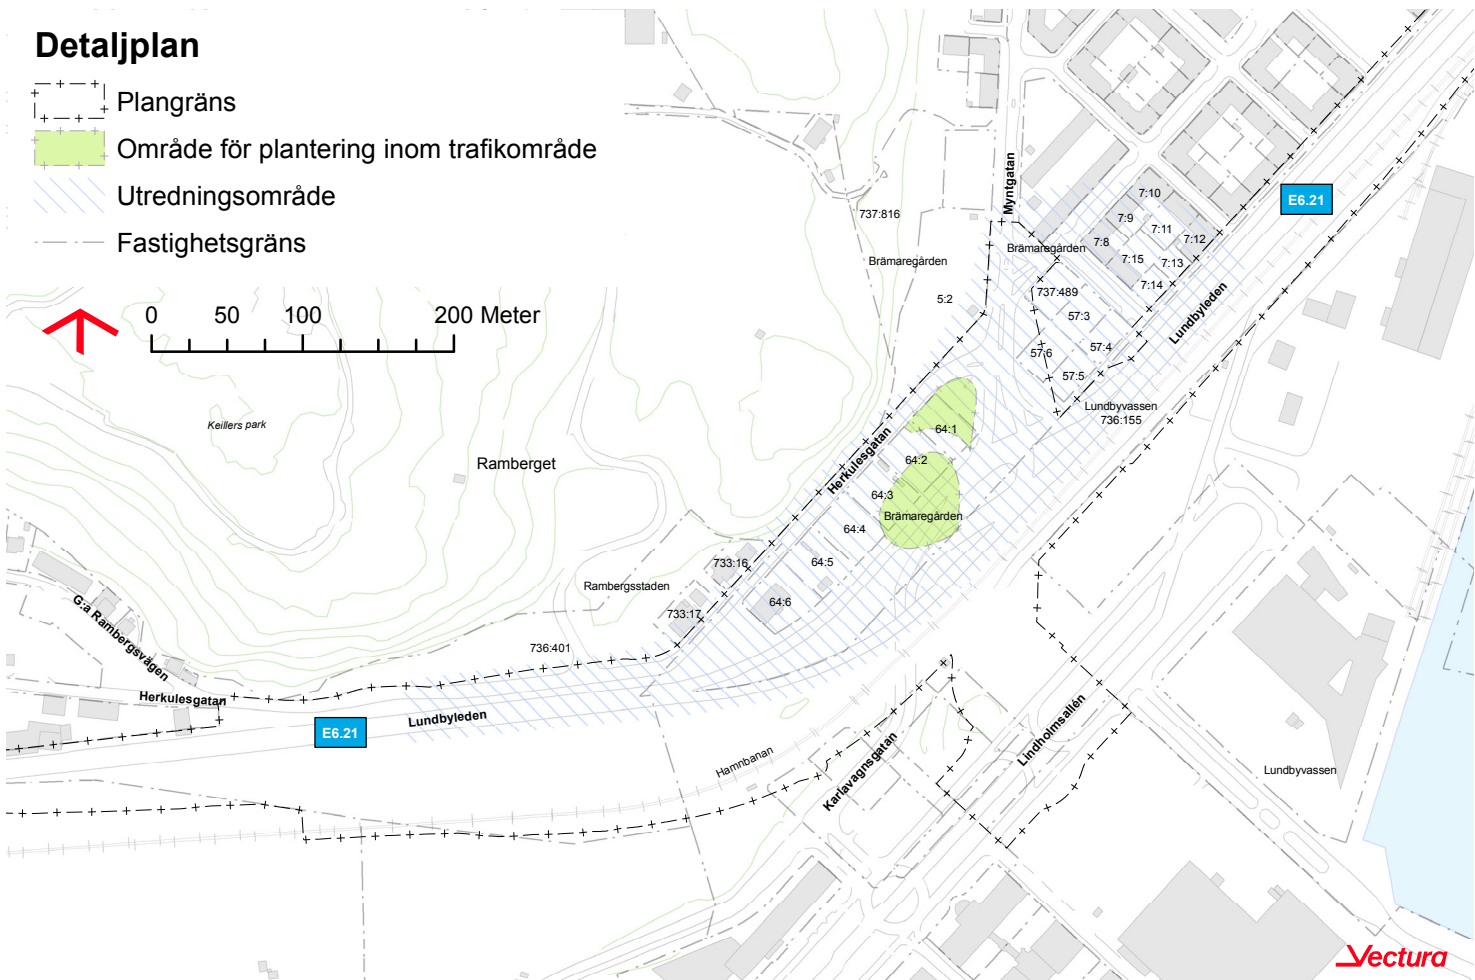 Detaljplan
Plangräns
Område för plantering inom trafikområde
Utredningsområde
Fastighetsgräns
0 50 100 200 Meter
Keillers park
Ramberget
737:816
Brämaregården
5:2
Myntgatan
Brämaregården
7:10
7:9
7:11
7:8
7:12
7:15
7:13
7:14
E6.21
Lundbyleden
737:489
57:3
57:6
57:4
57:5
Lundbyvassen
736:155
Herkulesgatan
64:1
64:2
64:3
Brämaregården
64:4
64:5
64:6
733:16
Rambergsstaden
733:17
736:401
G:a Rambergsvägen
Herkulesgatan
E6.21
Lundbyleden
Hamnbanan
Karlavagnsgatan
Lindholmsallén
Lundbyvassen
Vectura